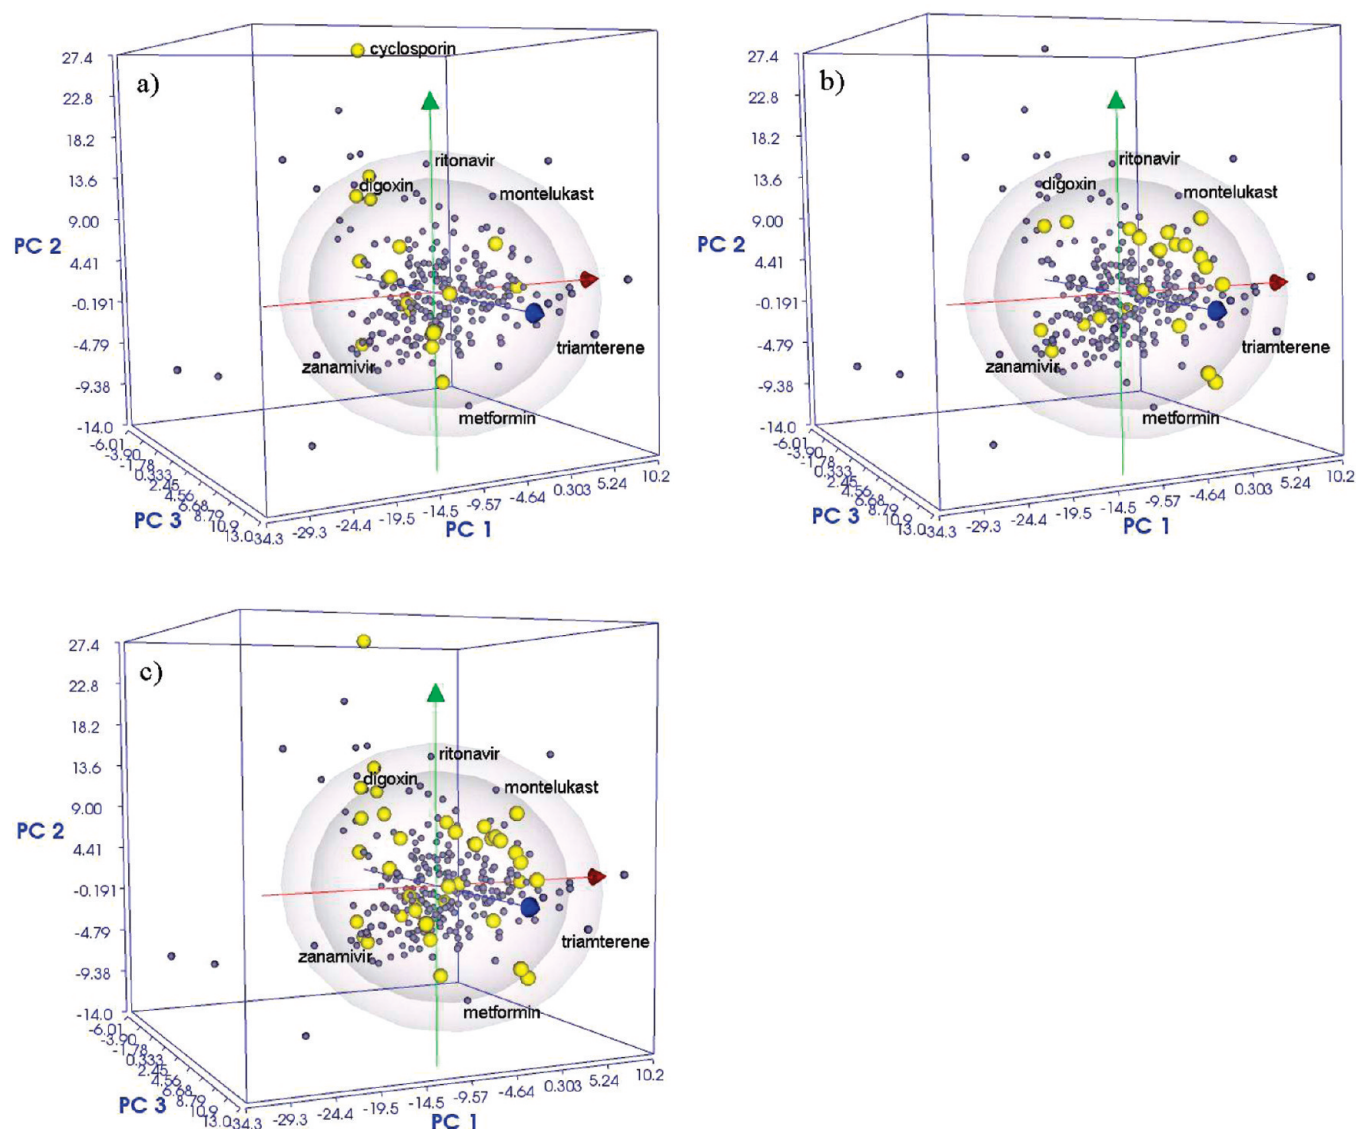 a)
cyclosporin
27.4
22.8
18.2
13.6
9.00
4.41
-0.191
-4.79
-9.38
-14.0
PC 2
ritonavir
digoxin
montelukast
triamterene
zanamivir
metformin
-6.01
-3.90
-1.78
0.333
2.45
4.56
6.68
8.79
10.9
13.0
PC 3
-34.3
-29.3
-24.4
-19.5
-14.5
-9.57
-4.64
0.303
5.24
10.2
PC 1
b)
27.4
22.8
18.2
13.6
9.00
4.41
-0.191
-4.79
-9.38
-14.0
PC 2
ritonavir
digoxin
montelukast
triamterene
zanamivir
metformin
-6.01
-3.90
-1.78
0.333
2.45
4.56
6.68
8.79
10.9
13.0
PC 3
-34.3
-29.3
-24.4
-19.5
-14.5
-9.57
-4.64
0.303
5.24
10.2
PC 1
c)
27.4
22.8
18.2
13.6
9.00
4.41
-0.191
-4.79
-9.38
-14.0
PC 2
ritonavir
digoxin
montelukast
triamterene
zanamivir
metformin
-6.01
-3.90
-1.78
0.333
2.45
4.56
6.68
8.79
10.9
13.0
PC 3
-34.3
-29.3
-24.4
-19.5
-14.5
-9.57
-4.64
0.303
5.24
10.2
PC 1